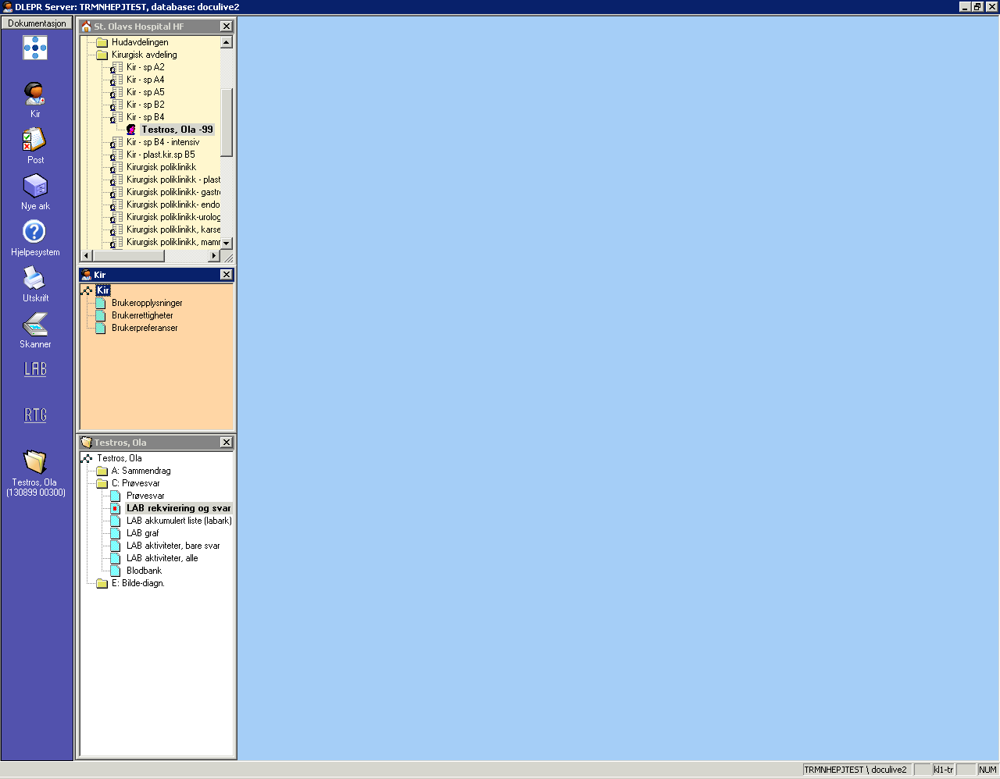 DLEPR Server: TRMNHEPJTEST, database: doculive2
Dokumentasjon
Kir
Post
Nye ark
Hjelpesystem
Utskrift
Skanner
LAB
RTG
Testros, Ola
(130899 00300)
St. Olavs Hospital HF
Hudavdelingen
Kirurgisk avdeling
Kir - sp A2
Kir - sp A4
Kir - sp A5
Kir - sp B2
Kir - sp B4
Testros, Ola -99
Kir - sp B4 - intensiv
Kir - plast.kir.sp B5
Kirurgisk poliklinikk
Kirurgisk poliklinikk - plast
Kirurgisk poliklinikk- gastr
Kirurgisk poliklinikk- endo
Kirurgisk poliklinikk-urolog
Kirurgisk poliklinikk, karse
Kirurgisk poliklinikk, mamm
Kir
Kir
Brukeropplysninger
Brukerrettigheter
Brukerpreferanser
Testros, Ola
Testros, Ola
A: Sammendrag
C: Prøvesvar
Prøvesvar
LAB rekvirering og svar
LAB akkumulert liste (labark)
LAB graf
LAB aktiviteter, bare svar
LAB aktiviteter, alle
Blodbank
E: Bilde-diagn.
TRMNHEPJTEST \ doculive2
kl1-tr
NUM